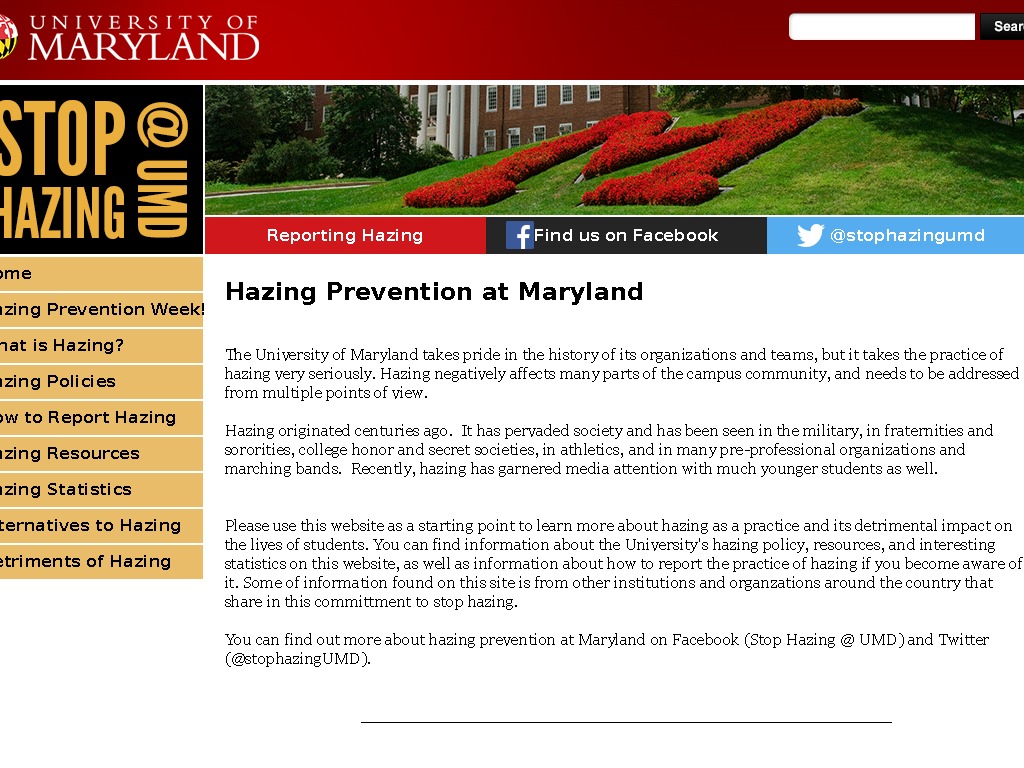 UNIVERSITY OF
MARYLAND
Sear
STOP
HAZING
@UMD
Reporting Hazing
Find us on Facebook
@stophazingumd
ome
zing Prevention Week!
hat is Hazing?
zing Policies
ow to Report Hazing
zing Resources
zing Statistics
ternatives to Hazing
etriments of Hazing
Hazing Prevention at Maryland
The University of Maryland takes pride in the history of its organizations and teams, but it takes the practice of
hazing very seriously. Hazing negatively affects many parts of the campus community, and needs to be addressed
from multiple points of view.
Hazing originated centuries ago.  It has pervaded society and has been seen in the military, in fraternities and
sororities, college honor and secret societies, in athletics, and in many pre-professional organizations and
marching bands.  Recently, hazing has garnered media attention with much younger students as well.
Please use this website as a starting point to learn more about hazing as a practice and its detrimental impact on
the lives of students. You can find information about the University's hazing policy, resources, and interesting
statistics on this website, as well as information about how to report the practice of hazing if you become aware of
it. Some of information found on this site is from other institutions and organzations around the country that
share in this committment to stop hazing.
You can find out more about hazing prevention at Maryland on Facebook (Stop Hazing @ UMD) and Twitter
(@stophazingUMD).